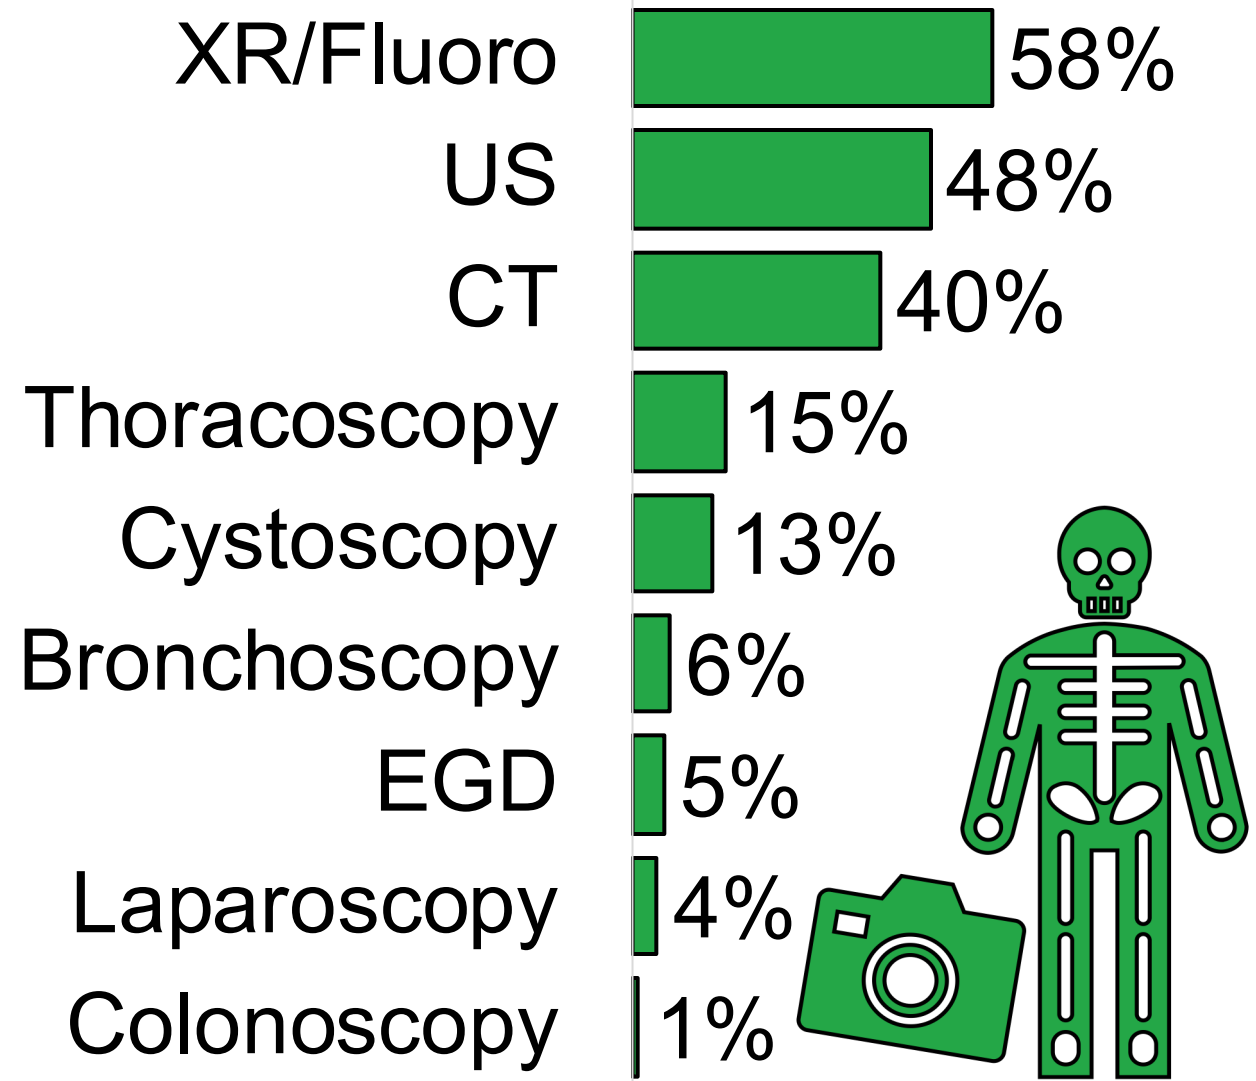 XR/Fluoro 58%
US 48%
CT 40%
Thoracoscopy 15%
Cystoscopy 13%
Bronchoscopy 6%
EGD 5%
Laparoscopy 4%
Colonoscopy 1%